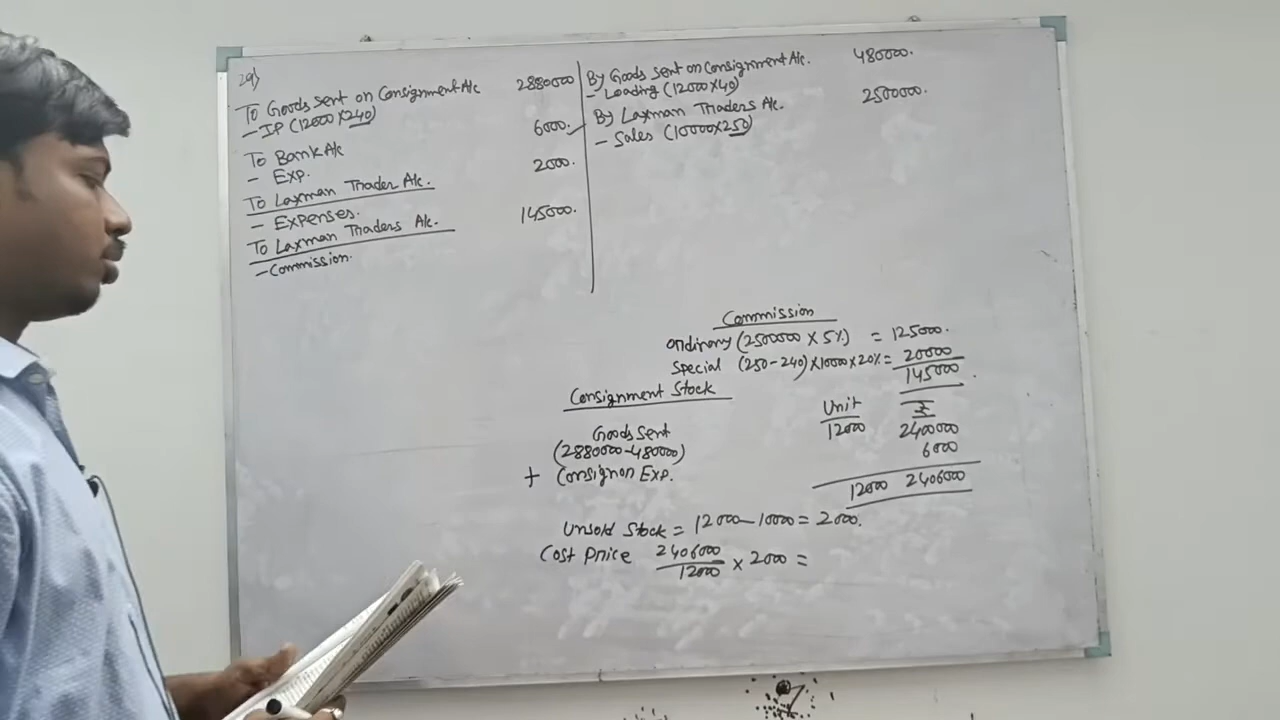 29)
To Goods Sent on Consignment A/c 2880000
- IP (12000 X 240)
To Bank A/c 6000.
- Exp.
To Laxman Trader A/c. 2000.
- Expenses.
To Laxman Traders A/c. 145000.
- Commission.
By Goods Sent on Consignment A/c. 480000.
- Loading (12000 X 40)
By Laxman Traders A/c. 2500000.
- Sales (10000 X 250)
Commission
Ordinary (2500000 X 5%) = 125000.
Special (250-240) X 10000 X 20% = 20000
145000
Consignment Stock
Unit ₹
Goods Sent 12000 2400000
(2880000-480000)
+ Consignor Exp. 6000
12000 2406000
Unsold Stock = 12000-10000 = 2000.
Cost Price 2406000/12000 X 2000 =